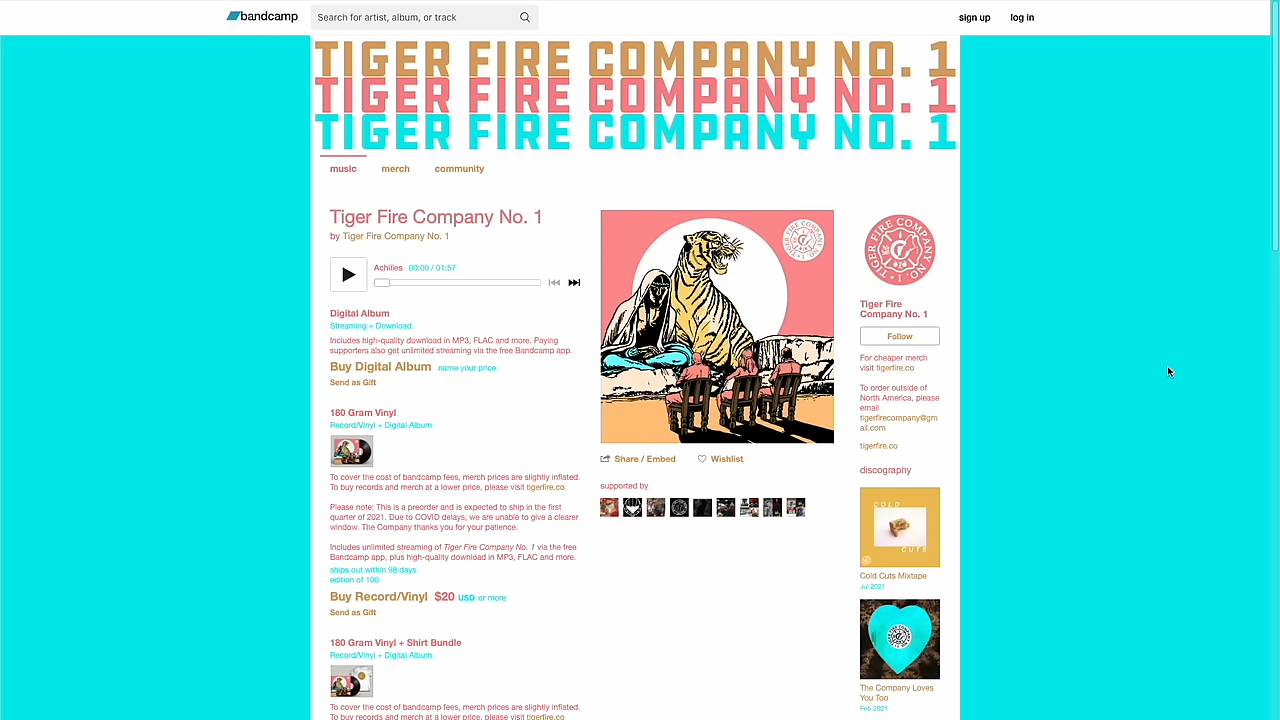 bandcamp
Search for artist, album, or track
sign up
log in
TIGER FIRE COMPANY NO. 1
TIGER FIRE COMPANY NO. 1
TIGER FIRE COMPANY NO. 1
music
merch
community
Tiger Fire Company No. 1
by Tiger Fire Company No. 1
Achilles 00:00 / 01:57
Digital Album
Streaming + Download
Includes high-quality download in MP3, FLAC and more. Paying
supporters also get unlimited streaming via the free Bandcamp app.
Buy Digital Album name your price
Send as Gift
180 Gram Vinyl
Record/Vinyl + Digital Album
To cover the cost of bandcamp fees, merch prices are slightly inflated.
To buy records and merch at a lower price, please visit tigerfire.co
Please note: This is a preorder and is expected to ship in the first
quarter of 2021. Due to COVID delays, we are unable to give a clearer
window. The Company thanks you for your patience.
Includes unlimited streaming of Tiger Fire Company No. 1 via the free
Bandcamp app, plus high-quality download in MP3, FLAC and more.
ships out within 98 days
edition of 100
Buy Record/Vinyl $20 USD or more
Send as Gift
180 Gram Vinyl + Shirt Bundle
Record/Vinyl + Digital Album
To cover the cost of bandcamp fees, merch prices are slightly inflated.
To buy records and merch at a lower price, please visit tigerfire.co
TIGER FIRE COMPANY NO. 1
Share / Embed
Wishlist
supported by
TIGER FIRE COMPANY NO. 1
Tiger Fire
Company No. 1
Follow
For cheaper merch
visit tigerfire.co
To order outside of
North America, please
email
tigerfirecompany@gm
ail.com
tigerfire.co
discography
COLD
CUTS
Cold Cuts Mixtape
Jul 2021
The Company Loves
You Too
Feb 2021